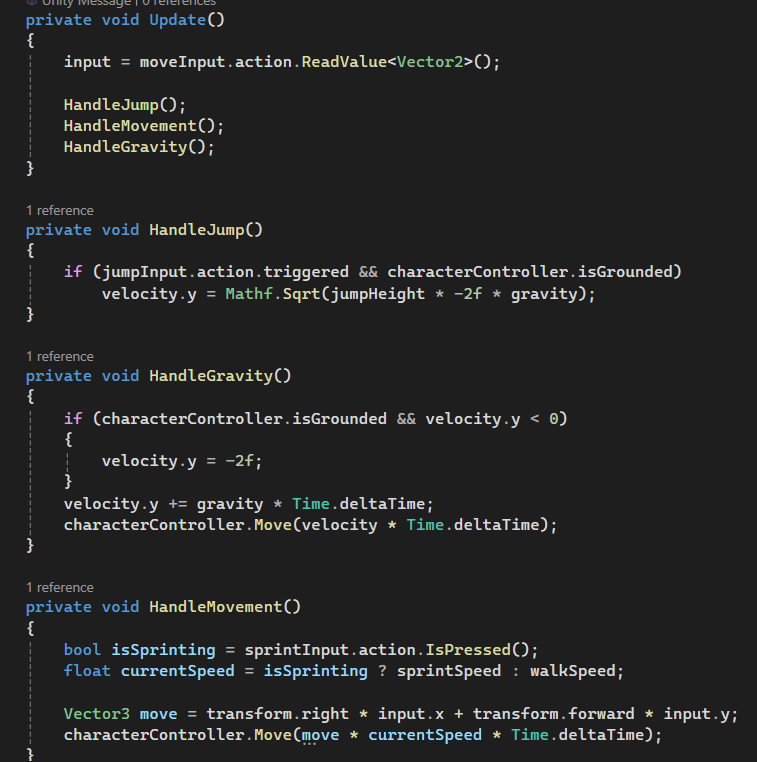 Unity Message | 0 references
private void Update()
{
    input = moveInput.action.ReadValue<Vector2>();

    HandleJump();
    HandleMovement();
    HandleGravity();
}

1 reference
private void HandleJump()
{
    if (jumpInput.action.triggered && characterController.isGrounded)
        velocity.y = Mathf.Sqrt(jumpHeight * -2f * gravity);
}

1 reference
private void HandleGravity()
{
    if (characterController.isGrounded && velocity.y < 0)
    {
        velocity.y = -2f;
    }
    velocity.y += gravity * Time.deltaTime;
    characterController.Move(velocity * Time.deltaTime);
}

1 reference
private void HandleMovement()
{
    bool isSprinting = sprintInput.action.IsPressed();
    float currentSpeed = isSprinting ? sprintSpeed : walkSpeed;

    Vector3 move = transform.right * input.x + transform.forward * input.y;
    characterController.Move(move * currentSpeed * Time.deltaTime);
}